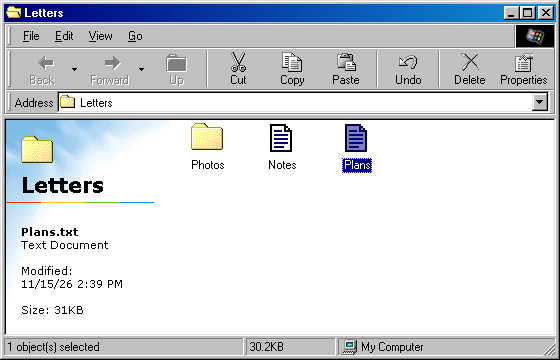 Letters
File Edit View Go
Back Forward Up Cut Copy Paste Undo Delete Properties
Address Letters
Photos Notes Plans
Letters
Plans.txt
Text Document
Modified:
11/15/26 2:39 PM
Size: 31KB
1 object(s) selected 30.2KB My Computer